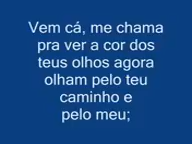 Vem cá, me chama
pra ver a cor dos
teus olhos agora
olham pelo teu
caminho e
pelo meu;